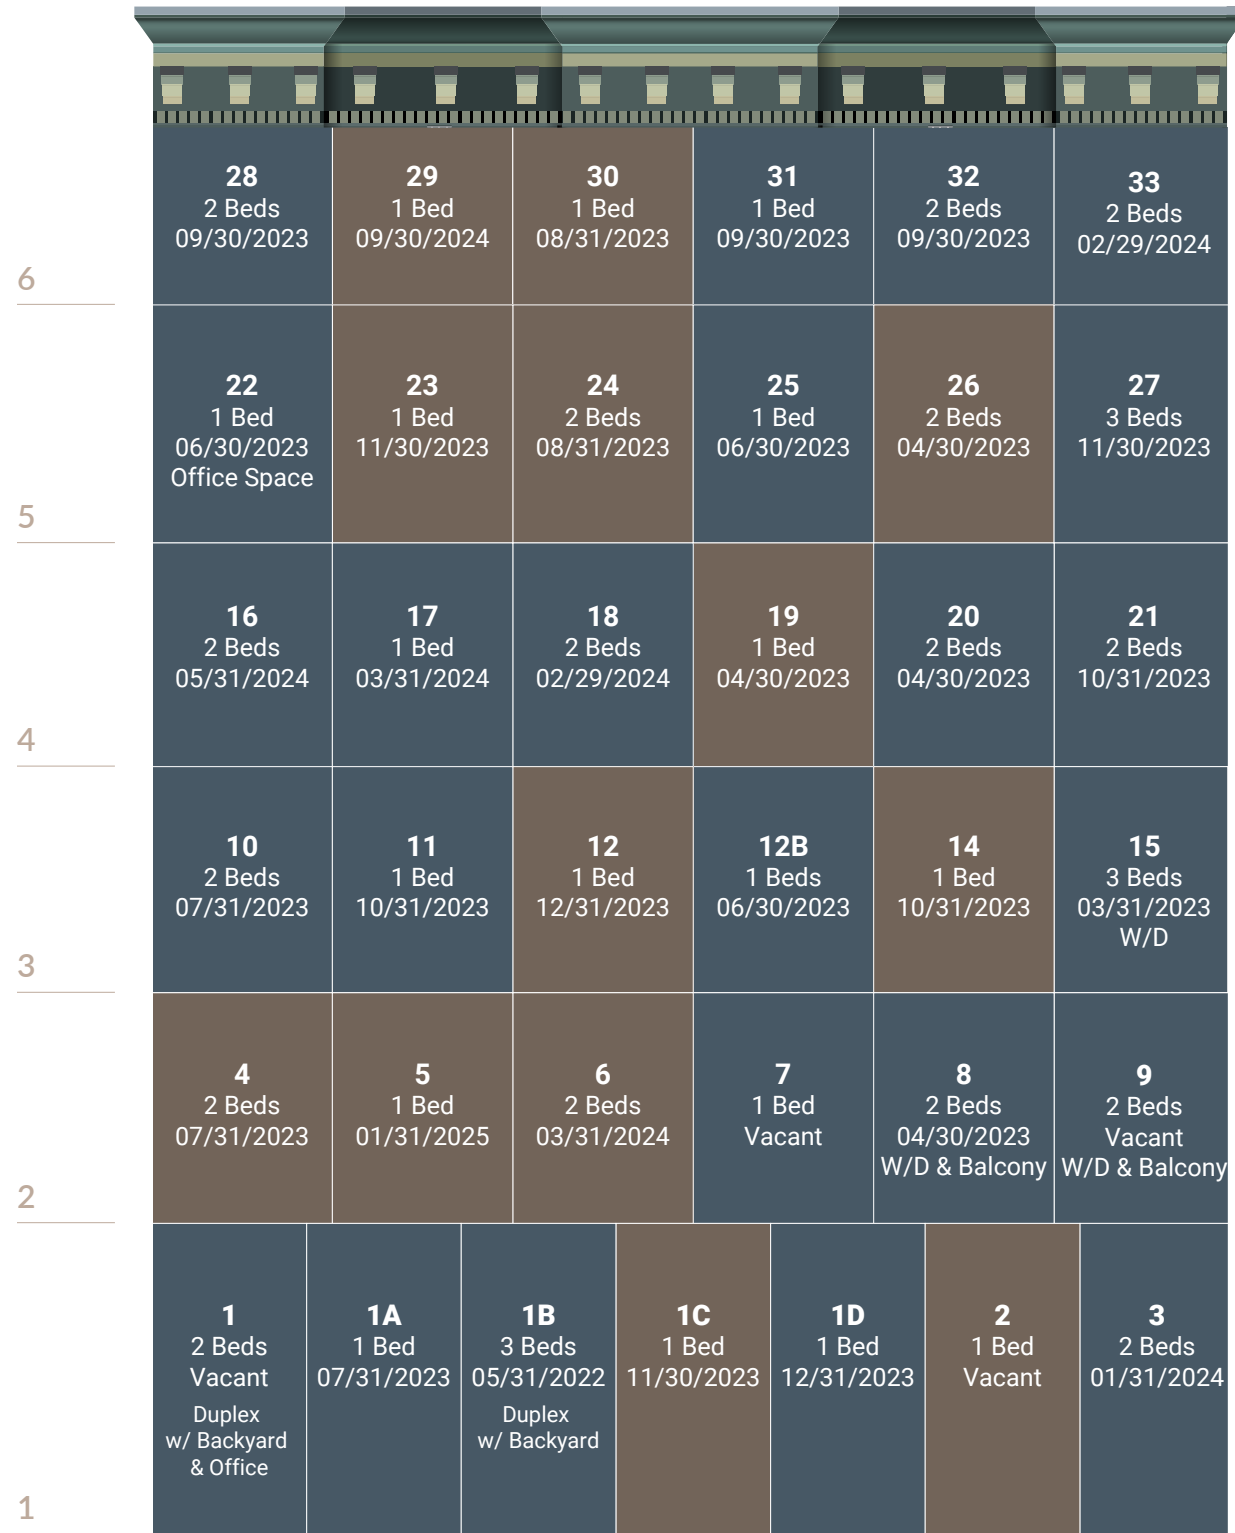 28
2 Beds
09/30/2023
29
1 Bed
09/30/2024
30
1 Bed
08/31/2023
31
1 Bed
09/30/2023
32
2 Beds
09/30/2023
33
2 Beds
02/29/2024
6
22
1 Bed
06/30/2023
Office Space
23
1 Bed
11/30/2023
24
2 Beds
08/31/2023
25
1 Bed
06/30/2023
26
2 Beds
04/30/2023
27
3 Beds
11/30/2023
5
16
2 Beds
05/31/2024
17
1 Bed
03/31/2024
18
2 Beds
02/29/2024
19
1 Bed
04/30/2023
20
2 Beds
04/30/2023
21
2 Beds
10/31/2023
4
10
2 Beds
07/31/2023
11
1 Bed
10/31/2023
12
1 Bed
12/31/2023
12B
1 Beds
06/30/2023
14
1 Bed
10/31/2023
15
3 Beds
03/31/2023
W/D
3
4
2 Beds
07/31/2023
5
1 Bed
01/31/2025
6
2 Beds
03/31/2024
7
1 Bed
Vacant
8
2 Beds
04/30/2023
W/D & Balcony
9
2 Beds
Vacant
W/D & Balcony
2
1
2 Beds
Vacant
Duplex
w/ Backyard
& Office
1A
1 Bed
07/31/2023
1B
3 Beds
05/31/2022
Duplex
w/ Backyard
1C
1 Bed
11/30/2023
1D
1 Bed
12/31/2023
2
1 Bed
Vacant
3
2 Beds
01/31/2024
1